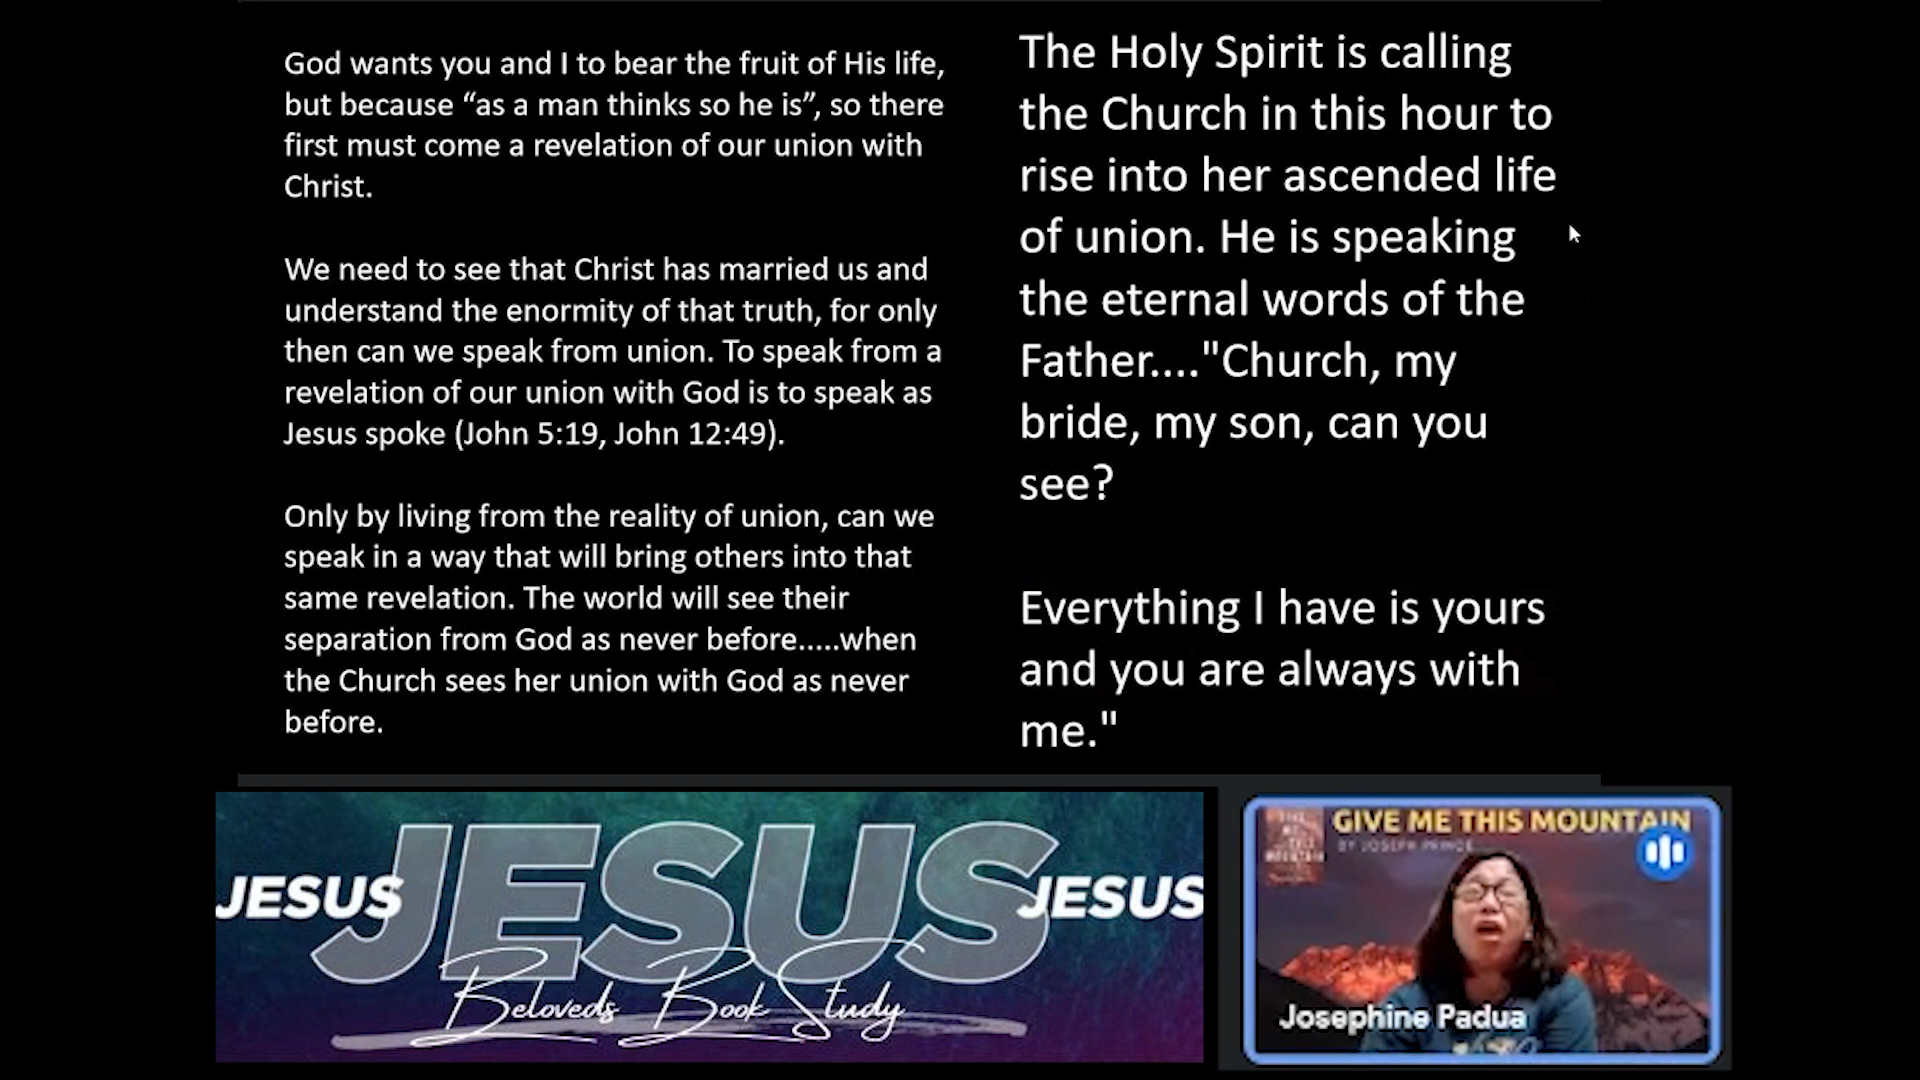 God wants you and I to bear the fruit of His life,
but because “as a man thinks so he is”, so there
first must come a revelation of our union with
Christ.
We need to see that Christ has married us and
understand the enormity of that truth, for only
then can we speak from union. To speak from a
revelation of our union with God is to speak as
Jesus spoke (John 5:19, John 12:49).
Only by living from the reality of union, can we
speak in a way that will bring others into that
same revelation. The world will see their
separation from God as never before.....when
the Church sees her union with God as never
before.
The Holy Spirit is calling
the Church in this hour to
rise into her ascended life
of union. He is speaking
the eternal words of the
Father...."Church, my
bride, my son, can you
see?
Everything I have is yours
and you are always with
me."
JESUS
JESUS
JESUS
Beloveds Book Study
GIVE ME THIS MOUNTAIN
BY JOSEPH PRINCE
GIVE
ME
THIS
MOUNTAIN
Josephine Padua